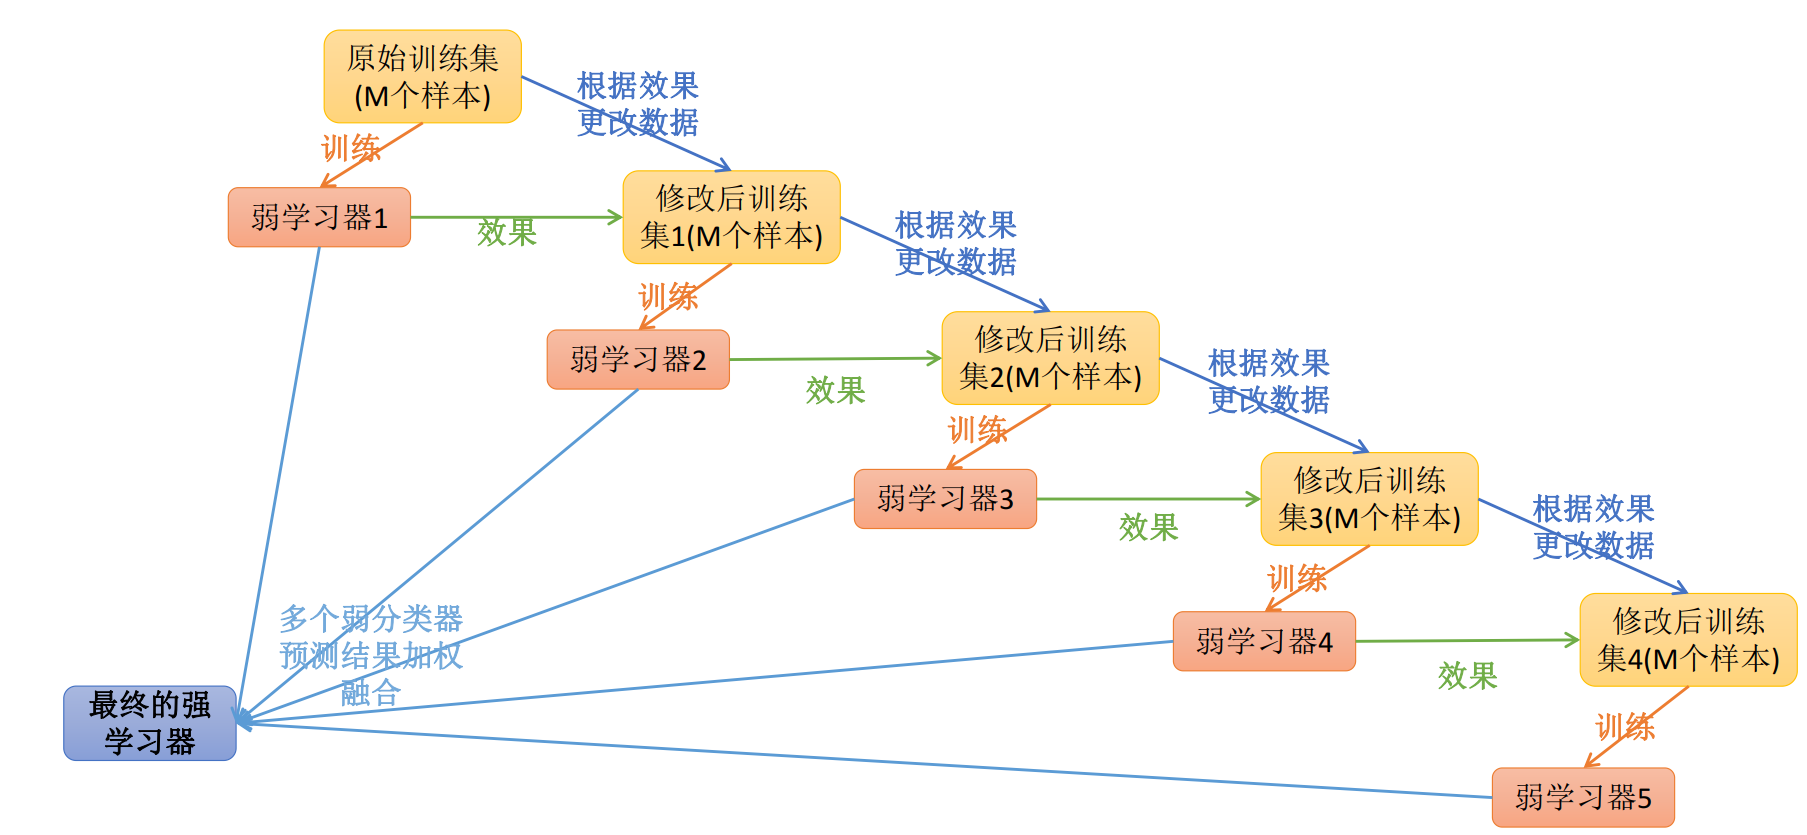 原始训练集
(M个样本)
根据效果
更改数据
训练
弱学习器1
效果
修改后训练
集1(M个样本)
根据效果
更改数据
训练
弱学习器2
效果
修改后训练
集2(M个样本)
根据效果
更改数据
训练
弱学习器3
效果
修改后训练
集3(M个样本)
根据效果
更改数据
训练
弱学习器4
效果
修改后训练
集4(M个样本)
训练
弱学习器5
多个弱分类器
预测结果加权
融合
最终的强
学习器